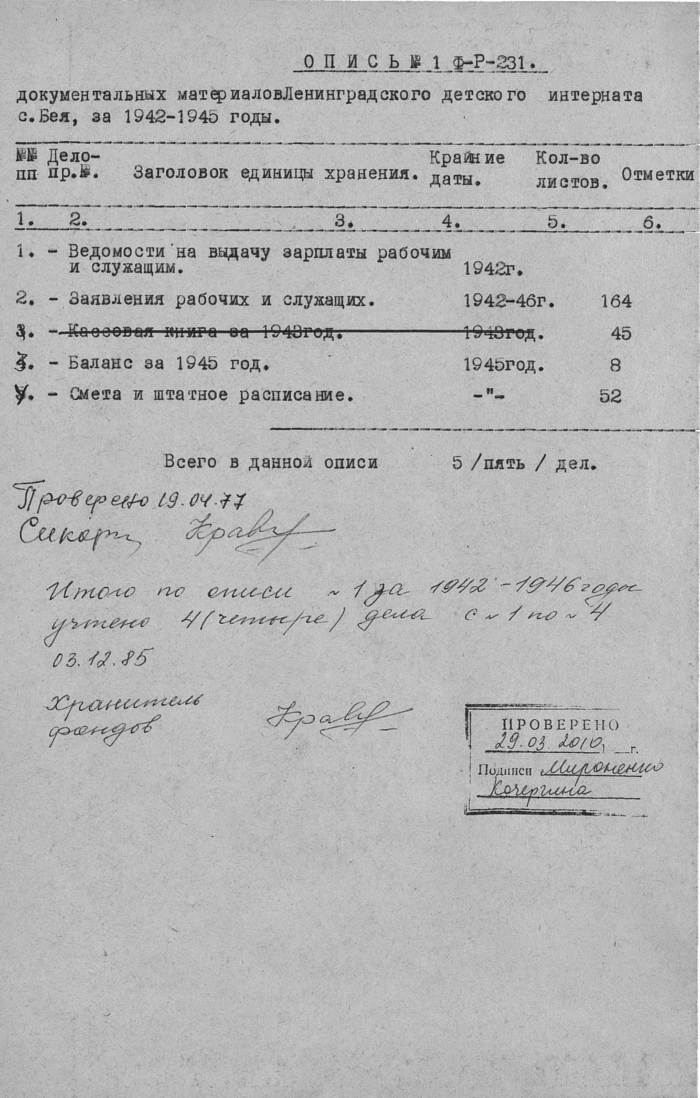 ОПИСЬ № 1 Ф-Р-231.
документальных материаловЛенинградского детского интерната
с.Бея, за 1942-1945 годы.
№№ пп Дело-пр.№. Заголовок единицы хранения. Крайние даты. Кол-во листов. Отметки
1. 2. 3. 4. 5. 6.
1. - Ведомости на выдачу зарплаты рабочим
и служащим. 1942г.
2. - Заявления рабочих и служащих. 1942-46г. 164
3. - Кассовая книга за 1943год. 1943год. 45
- Баланс за 1945 год. 1945год. 8
- Смета и штатное расписание. -"- 52
Всего в данной описи 5 /пять / дел.
Проверено 19.04.77
Итого по описи № 1 за 1942-1946 годы
учтено 4 (четыре) дела с № 1 по № 4
03.12.85
Хранитель
фондов
ПРОВЕРЕНО
29.03 2010, г.
Подписи Мироненко
Кочергина